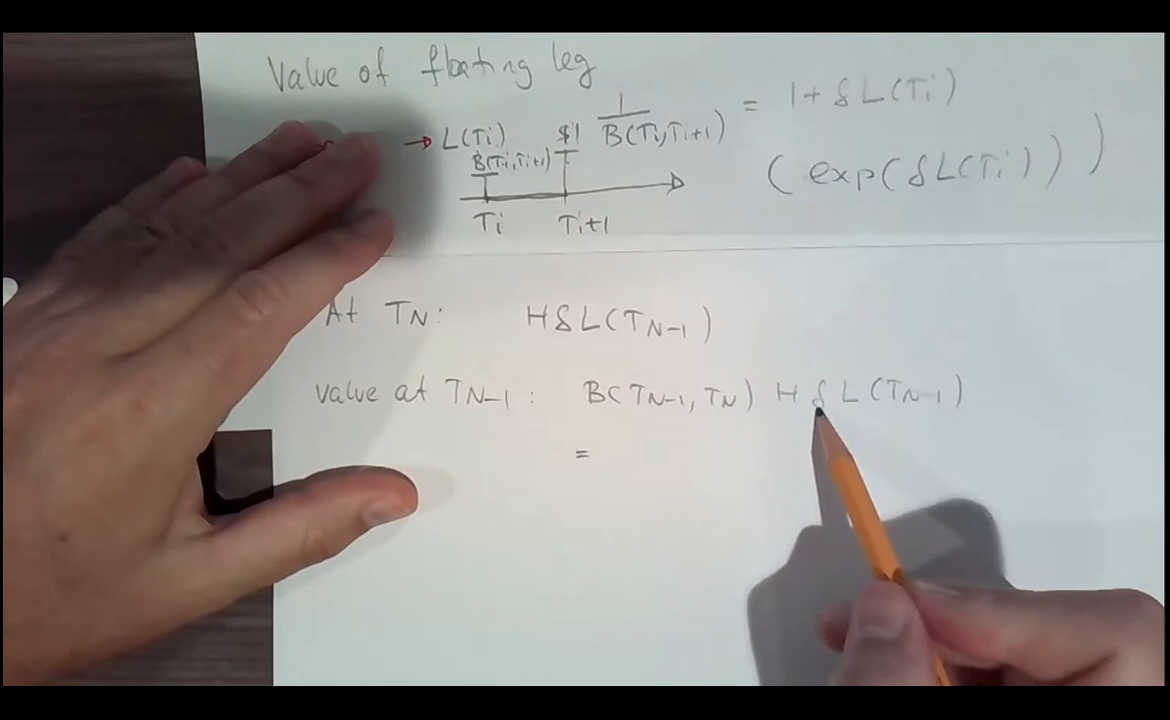 Value of floating leg
1 / B(Ti,Ti+1) = 1+δL(Ti)
→ L(Ti) $1
B(Ti,Ti+1)
(exp(δL(Ti)))
Ti Ti+1
At TN: HδL(TN-1)
Value at TN-1: B(TN-1,TN) HδL(TN-1)
=